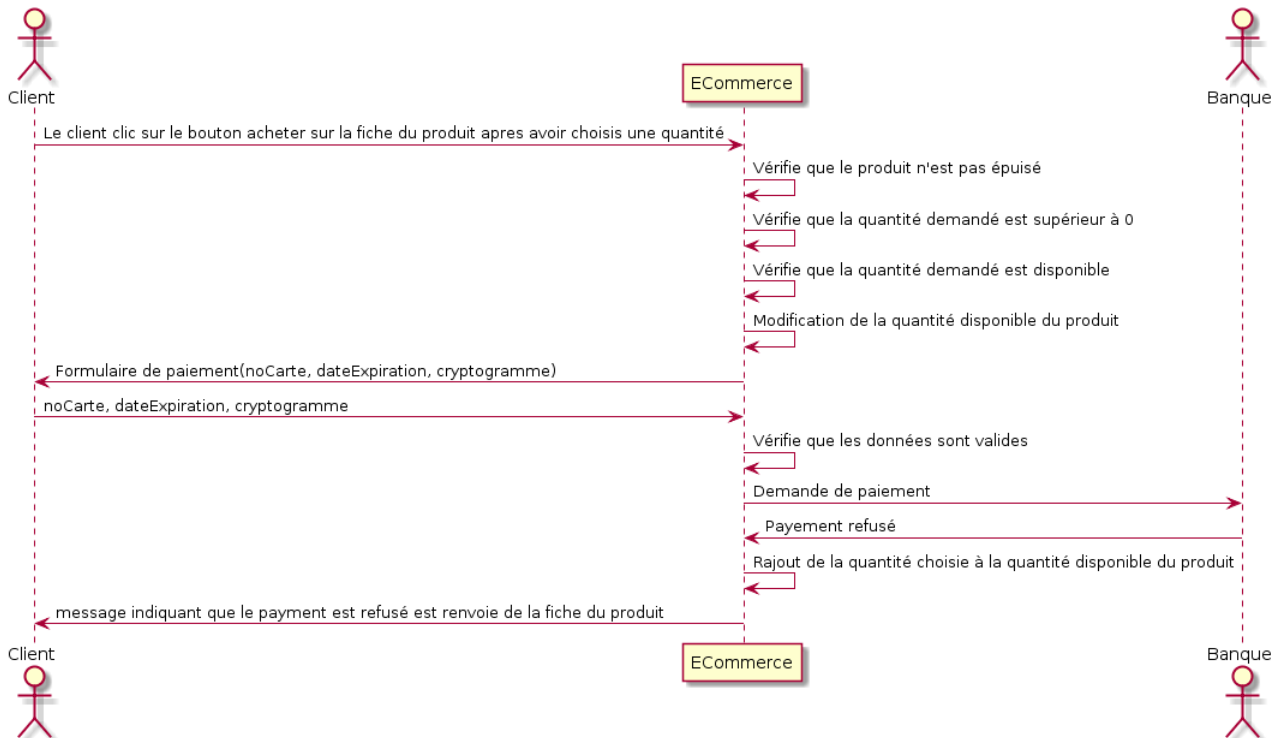 Client
ECommerce
Banque
Le client clic sur le bouton acheter sur la fiche du produit apres avoir choisis une quantité
Vérifie que le produit n'est pas épuisé
Vérifie que la quantité demandé est supérieur à 0
Vérifie que la quantité demandé est disponible
Modification de la quantité disponible du produit
Formulaire de paiement(noCarte, dateExpiration, cryptogramme)
noCarte, dateExpiration, cryptogramme
Vérifie que les données sont valides
Demande de paiement
Payement refusé
Rajout de la quantité choisie à la quantité disponible du produit
message indiquant que le payment est refusé est renvoie de la fiche du produit
Client
ECommerce
Banque